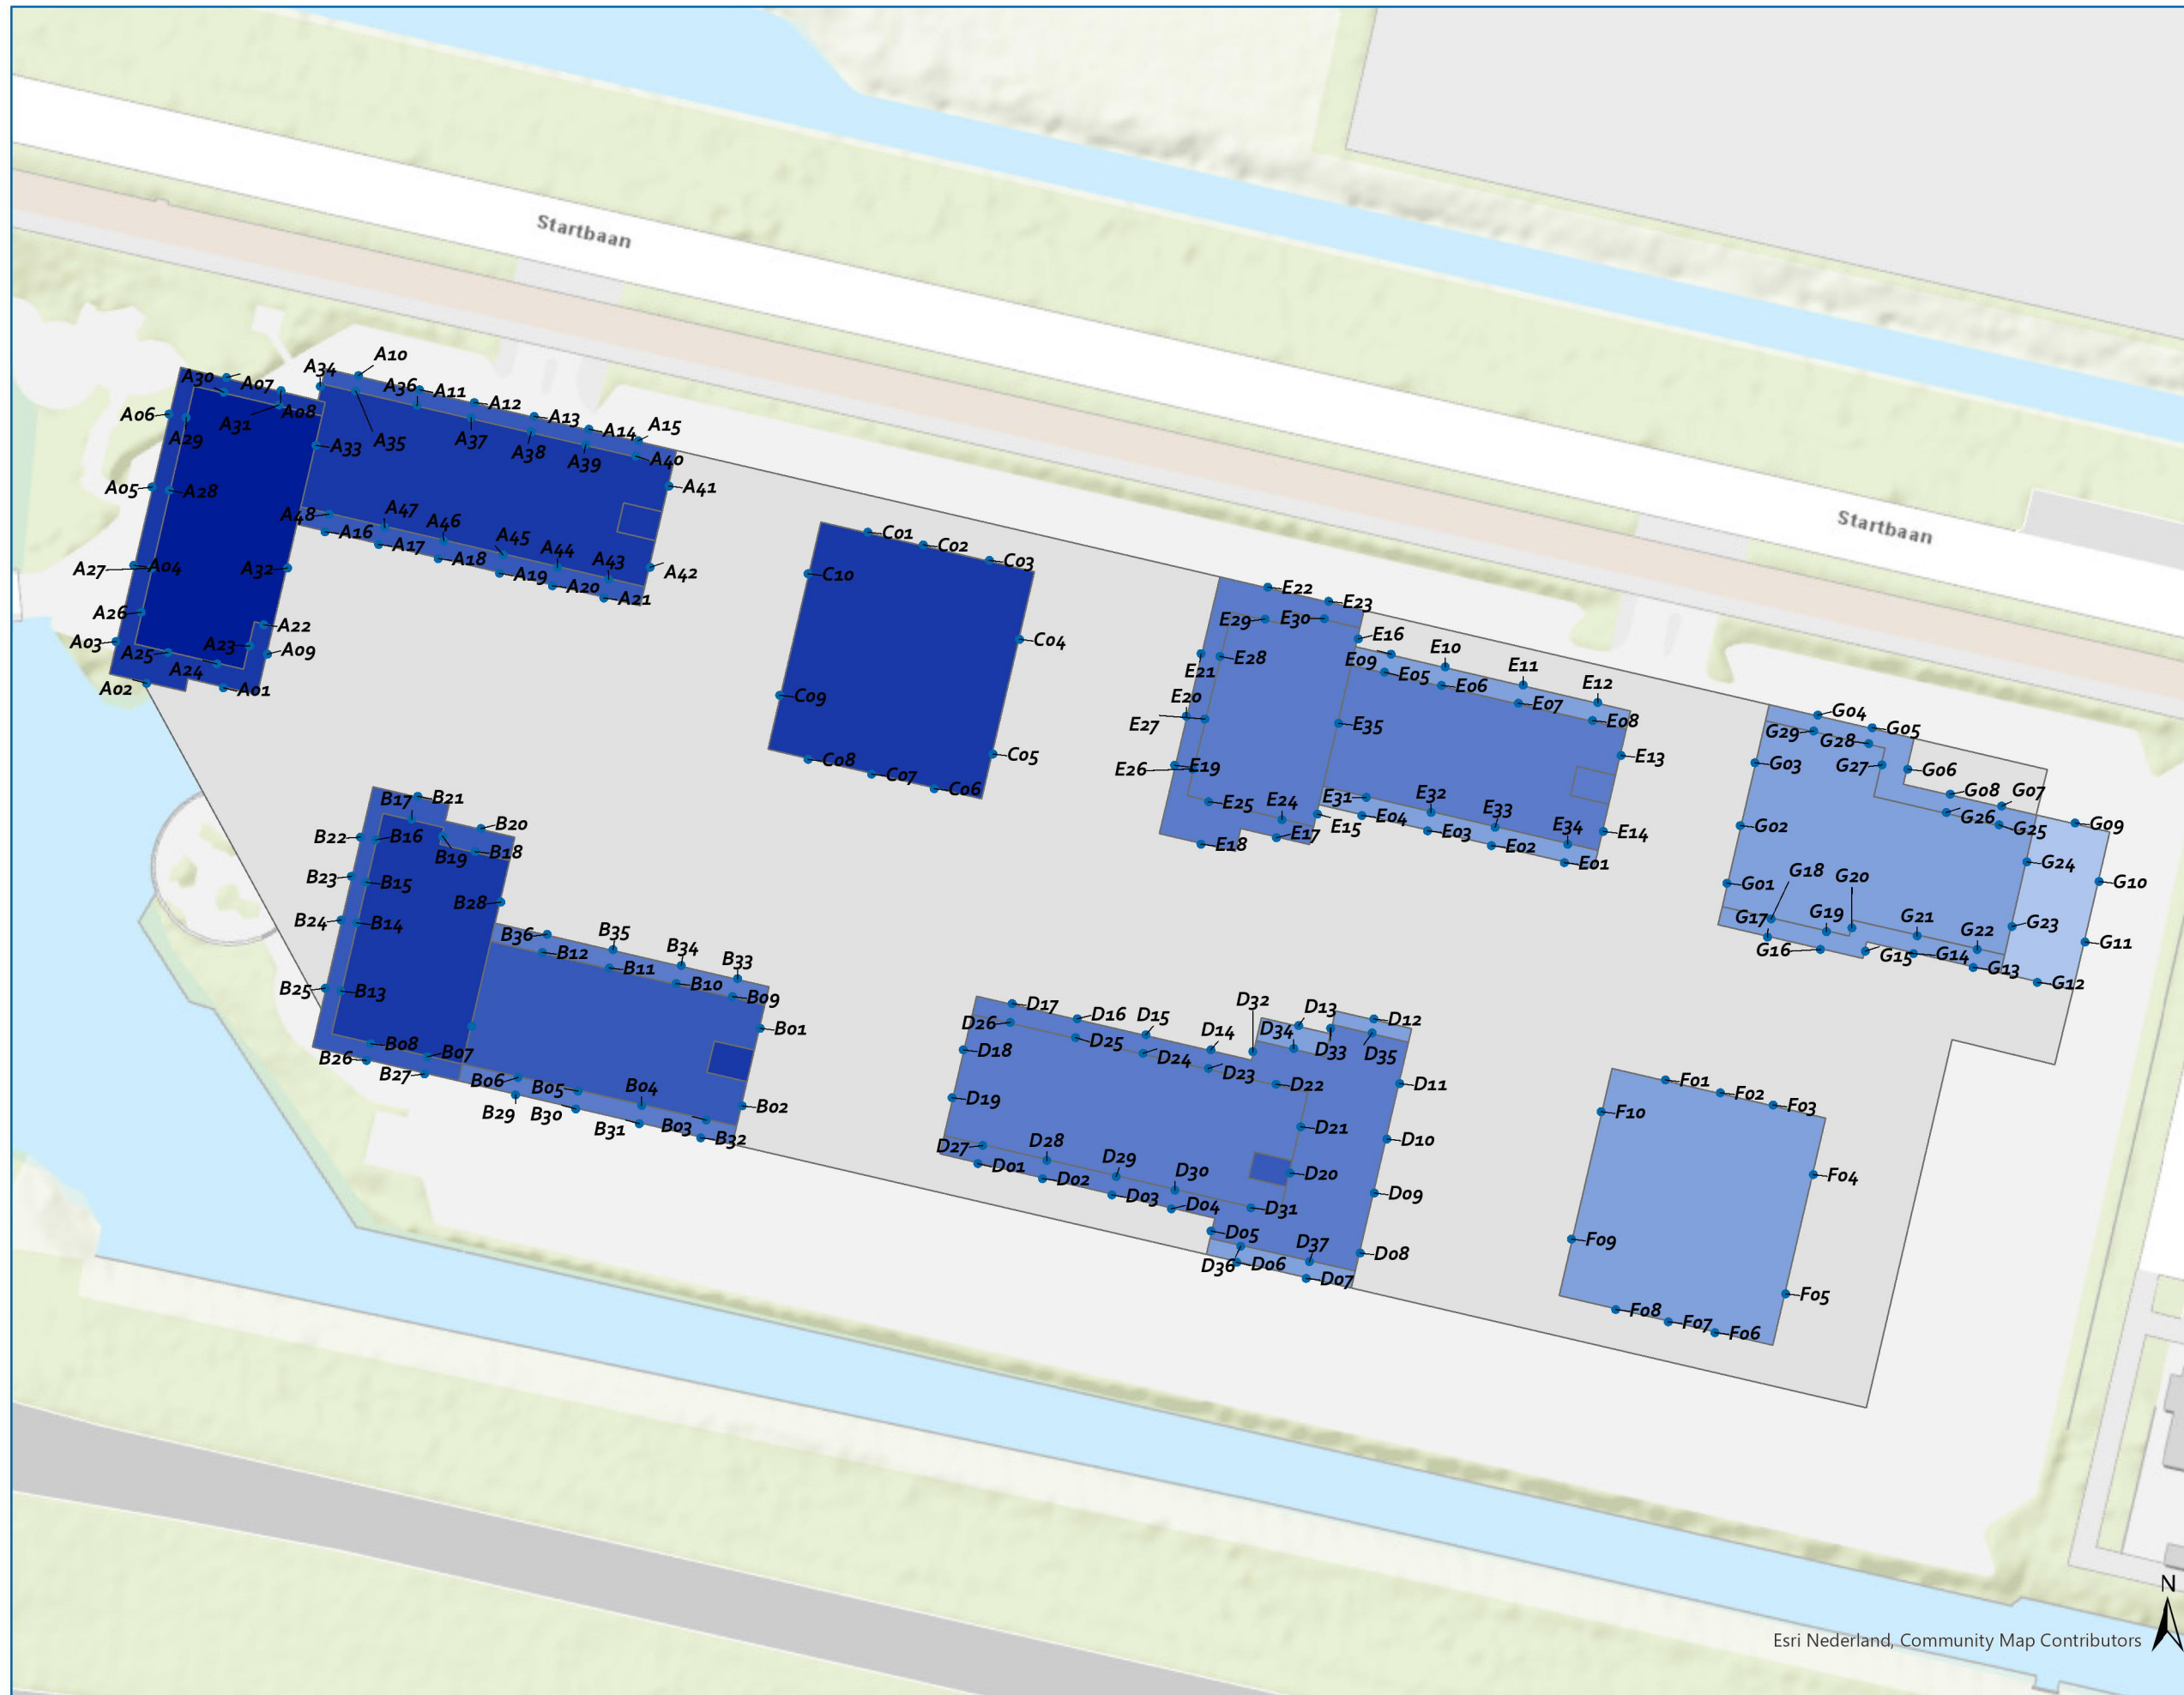 Startbaan
Startbaan
A10
A34
A30
A07
A36
A11
A12
A13
A14
A15
A06
A08
A31
A29
A35
A33
A37
A38
A39
A40
A41
A05
A28
A48
A47
A46
A45
A44
A43
A42
A16
A17
A18
A19
A20
A21
A27
A04
A32
A26
A22
A03
A25
A23
A09
A24
A02
A01
C01
C02
C03
C10
C04
C09
C05
C08
C07
C06
E22
E23
E29
E30
E16
E10
E11
E12
E28
E09
E05
E06
E07
E08
E21
E20
E27
E35
E13
E26
E19
E25
E24
E31
E32
E33
E34
E14
E15
E04
E03
E02
E01
E18
E17
G04
G05
G29
G28
G03
G27
G06
G08
G07
G26
G25
G09
G02
G24
G18
G20
G01
G10
G17
G19
G21
G22
G23
G16
G15
G14
G13
G11
G12
B17
B21
B22
B16
B20
B19
B18
B23
B15
B28
B24
B14
B36
B35
B34
B33
B12
B11
B10
B09
B25
B13
B01
B08
B07
B26
B27
B06
B05
B04
B02
B29
B30
B31
B03
B32
D17
D16
D15
D14
D32
D13
D12
D26
D25
D34
D33
D35
D18
D24
D23
D22
D11
D19
D21
D10
D27
D28
D29
D30
D20
D01
D02
D03
D04
D31
D09
D05
D37
D08
D36
D06
D07
F01
F02
F03
F10
F04
F09
F05
F08
F07
F06
N
Esri Nederland, Community Map Contributors